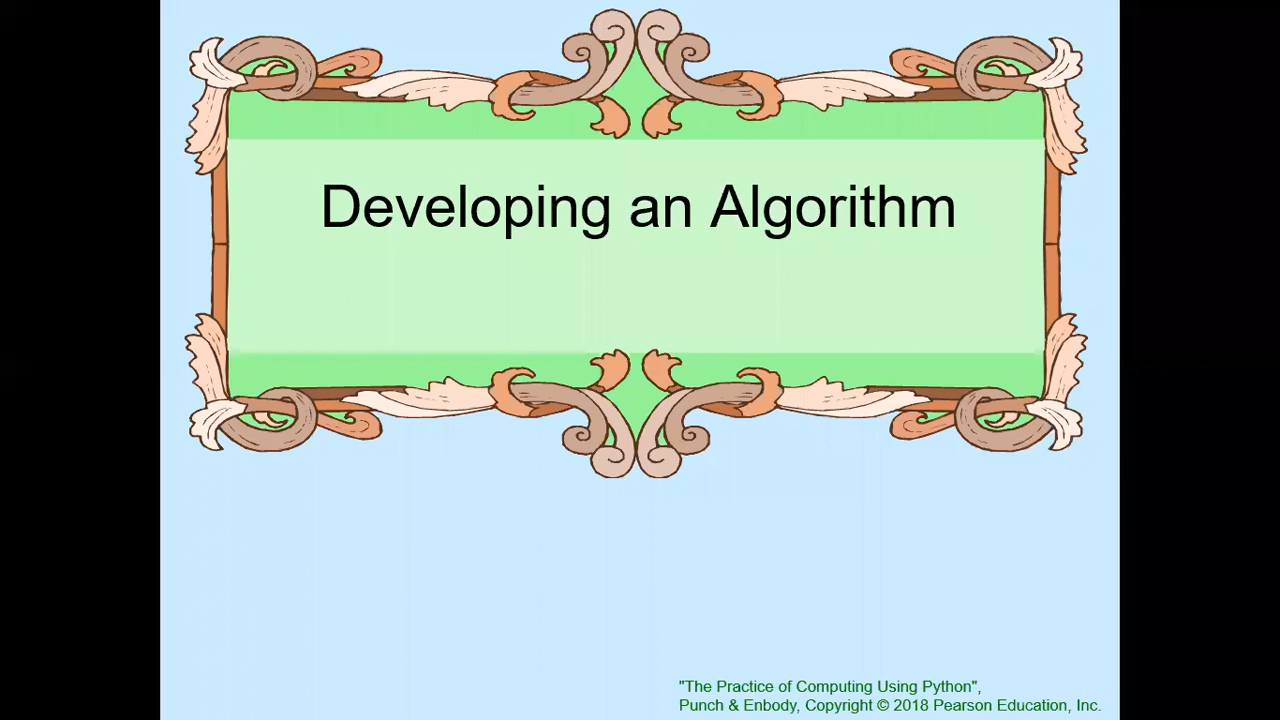 Developing an Algorithm
"The Practice of Computing Using Python",
Punch & Enbody, Copyright © 2018 Pearson Education, Inc.